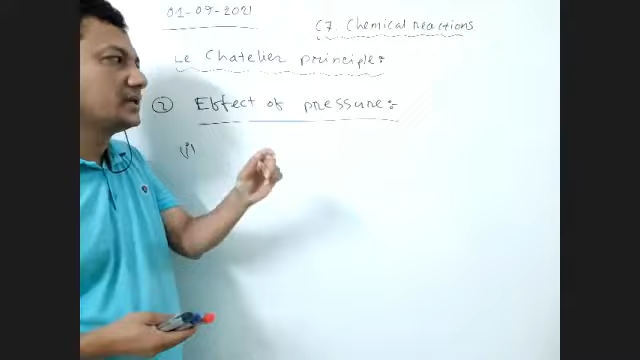 01-09-2021
C7. Chemical reactions
Le Chatelier principle:
② Effect of pressure:
(i)